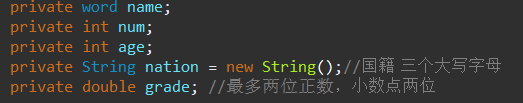 private word name;
private int num;
private int age;
private String nation = new String();//国籍 三个大写字母
private double grade; //最多两位正数，小数点两位